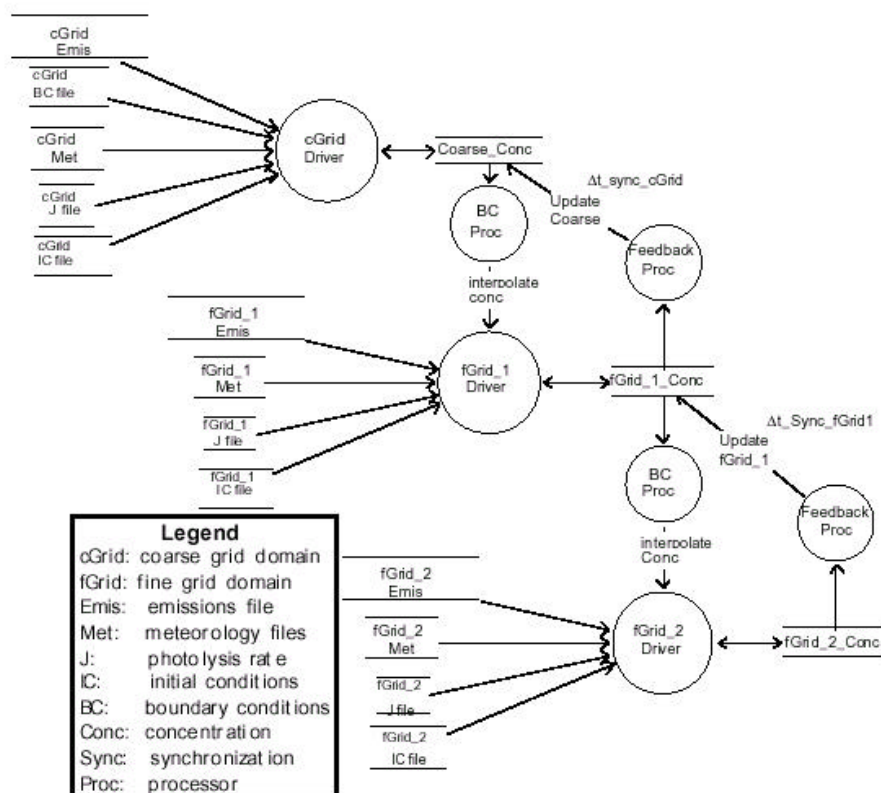 cGrid
Emis
cGrid
BC file
cGrid
Met
cGrid
J file
cGrid
IC file
cGrid
Driver
Coarse_Conc
Δt_sync_cGrid
Update
Coarse
BC
Proc
Feedback
Proc
interpolate
conc
fGrid_1
Emis
fGrid_1
Met
fGrid_1
J file
fGrid_1
IC file
fGrid_1
Driver
fGrid_1_Conc
Δt_Sync_fGrid1
Update
fGrid_1
BC
Proc
Feedback
Proc
interpolate
Conc
fGrid_2
Emis
fGrid_2
Met
fGrid_2
J file
fGrid_2
IC file
fGrid_2
Driver
fGrid_2_Conc
Legend
cGrid: coarse grid domain
fGrid: fine grid domain
Emis: emissions file
Met: meteorology files
J: photolysis rate
IC: initial conditions
BC: boundary conditions
Conc: concentration
Sync: synchronization
Proc: processor